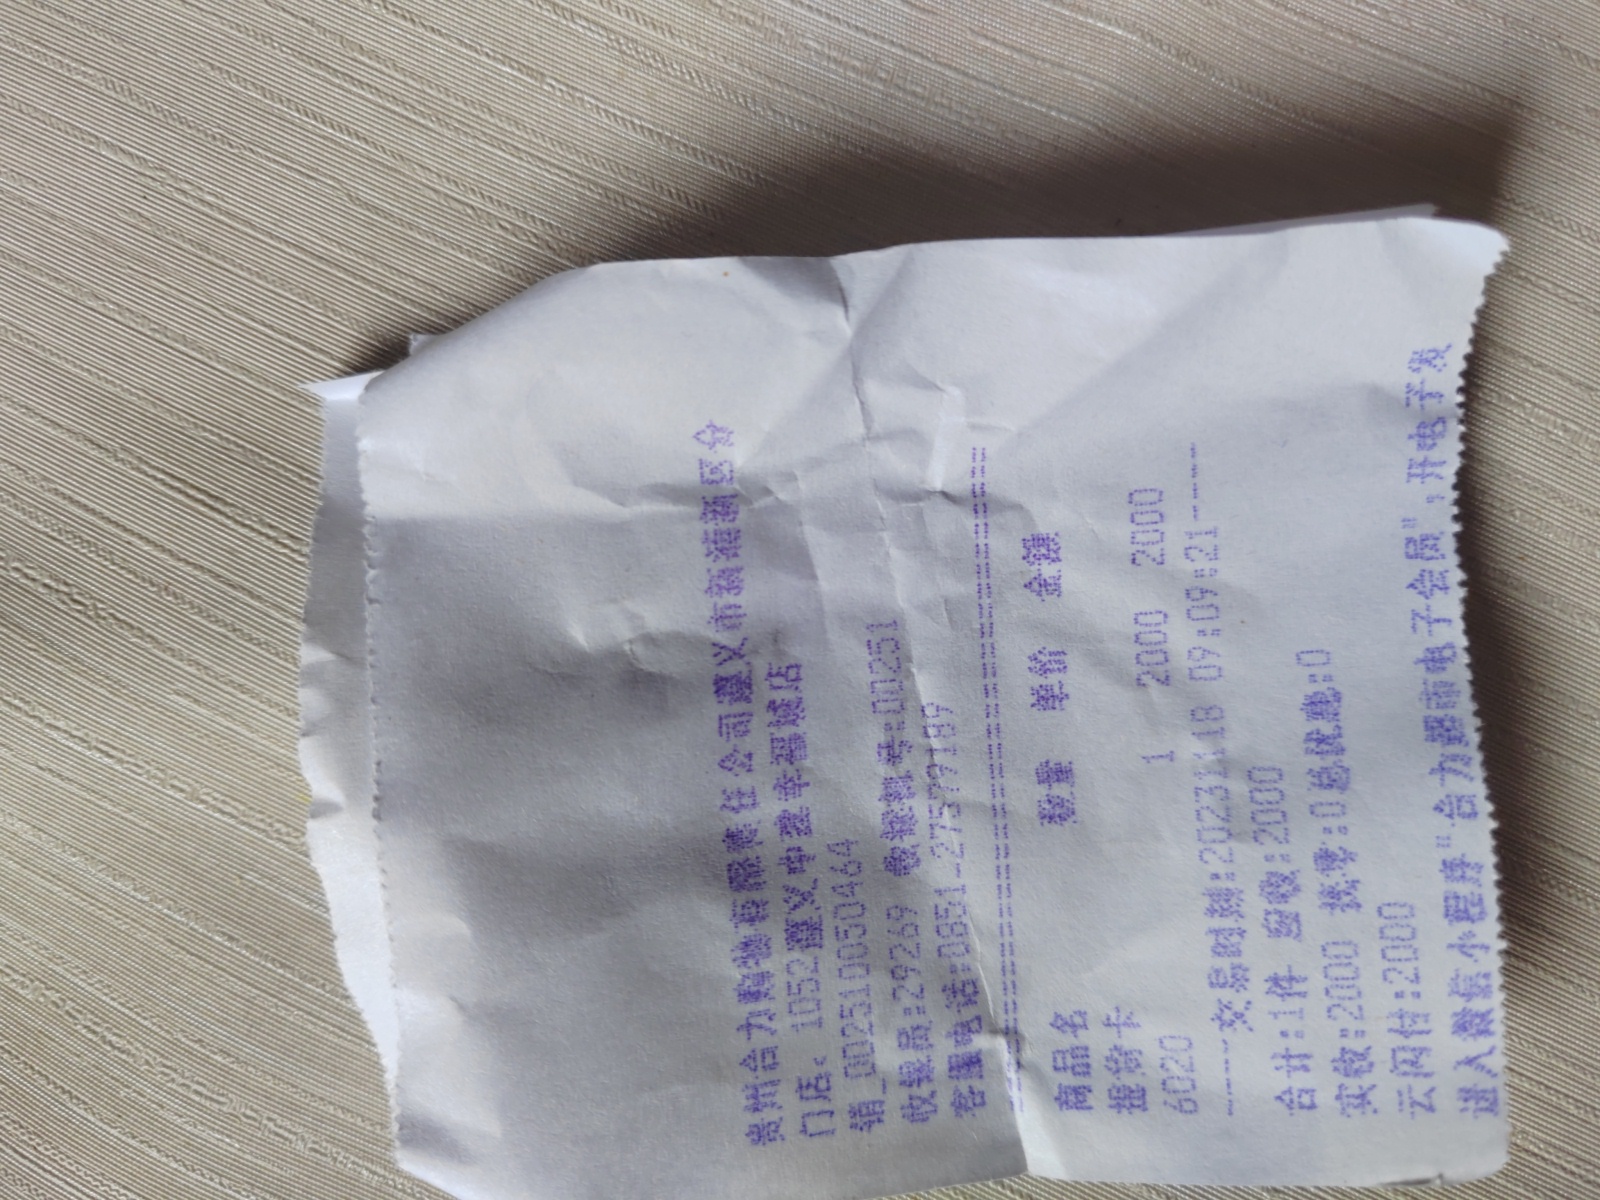 贵州合力购物有限责任公司遵义市新蒲新区分
门店: 1052遵义中建幸福城店
销_00251005046​4
收银员:29269 收银机号:00251
客服电话:0851-27579189
================================
商品名 数量 单价 金额
提货卡
6020 1 2000 2000
----交易时刻:20231118 09:09:21----
合计:1件 应收:2000
实收:2000 找零:0总优惠:0
云闪付:2000
进入微信小程序"合力超市电子会员",开电子发